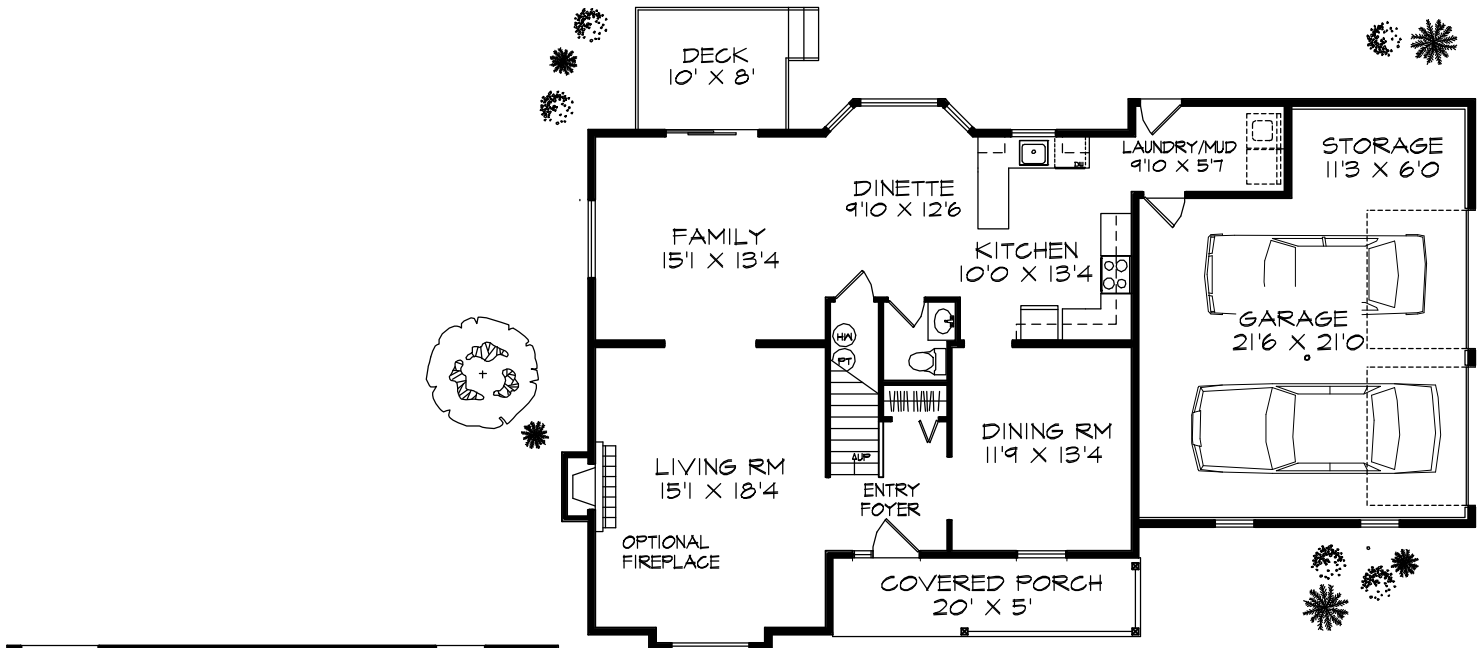 DECK
10' X 8'
LAUNDRY/MUD
9'10 X 5'7
STORAGE
11'3 X 6'0
DINETTE
9'10 X 12'6
FAMILY
15'1 X 13'4
KITCHEN
10'0 X 13'4
DW
GARAGE
21'6 X 21'0
HW
PT
DINING RM
11'9 X 13'4
LIVING RM
15'1 X 18'4
UP
ENTRY
FOYER
OPTIONAL
FIREPLACE
COVERED PORCH
20' X 5'